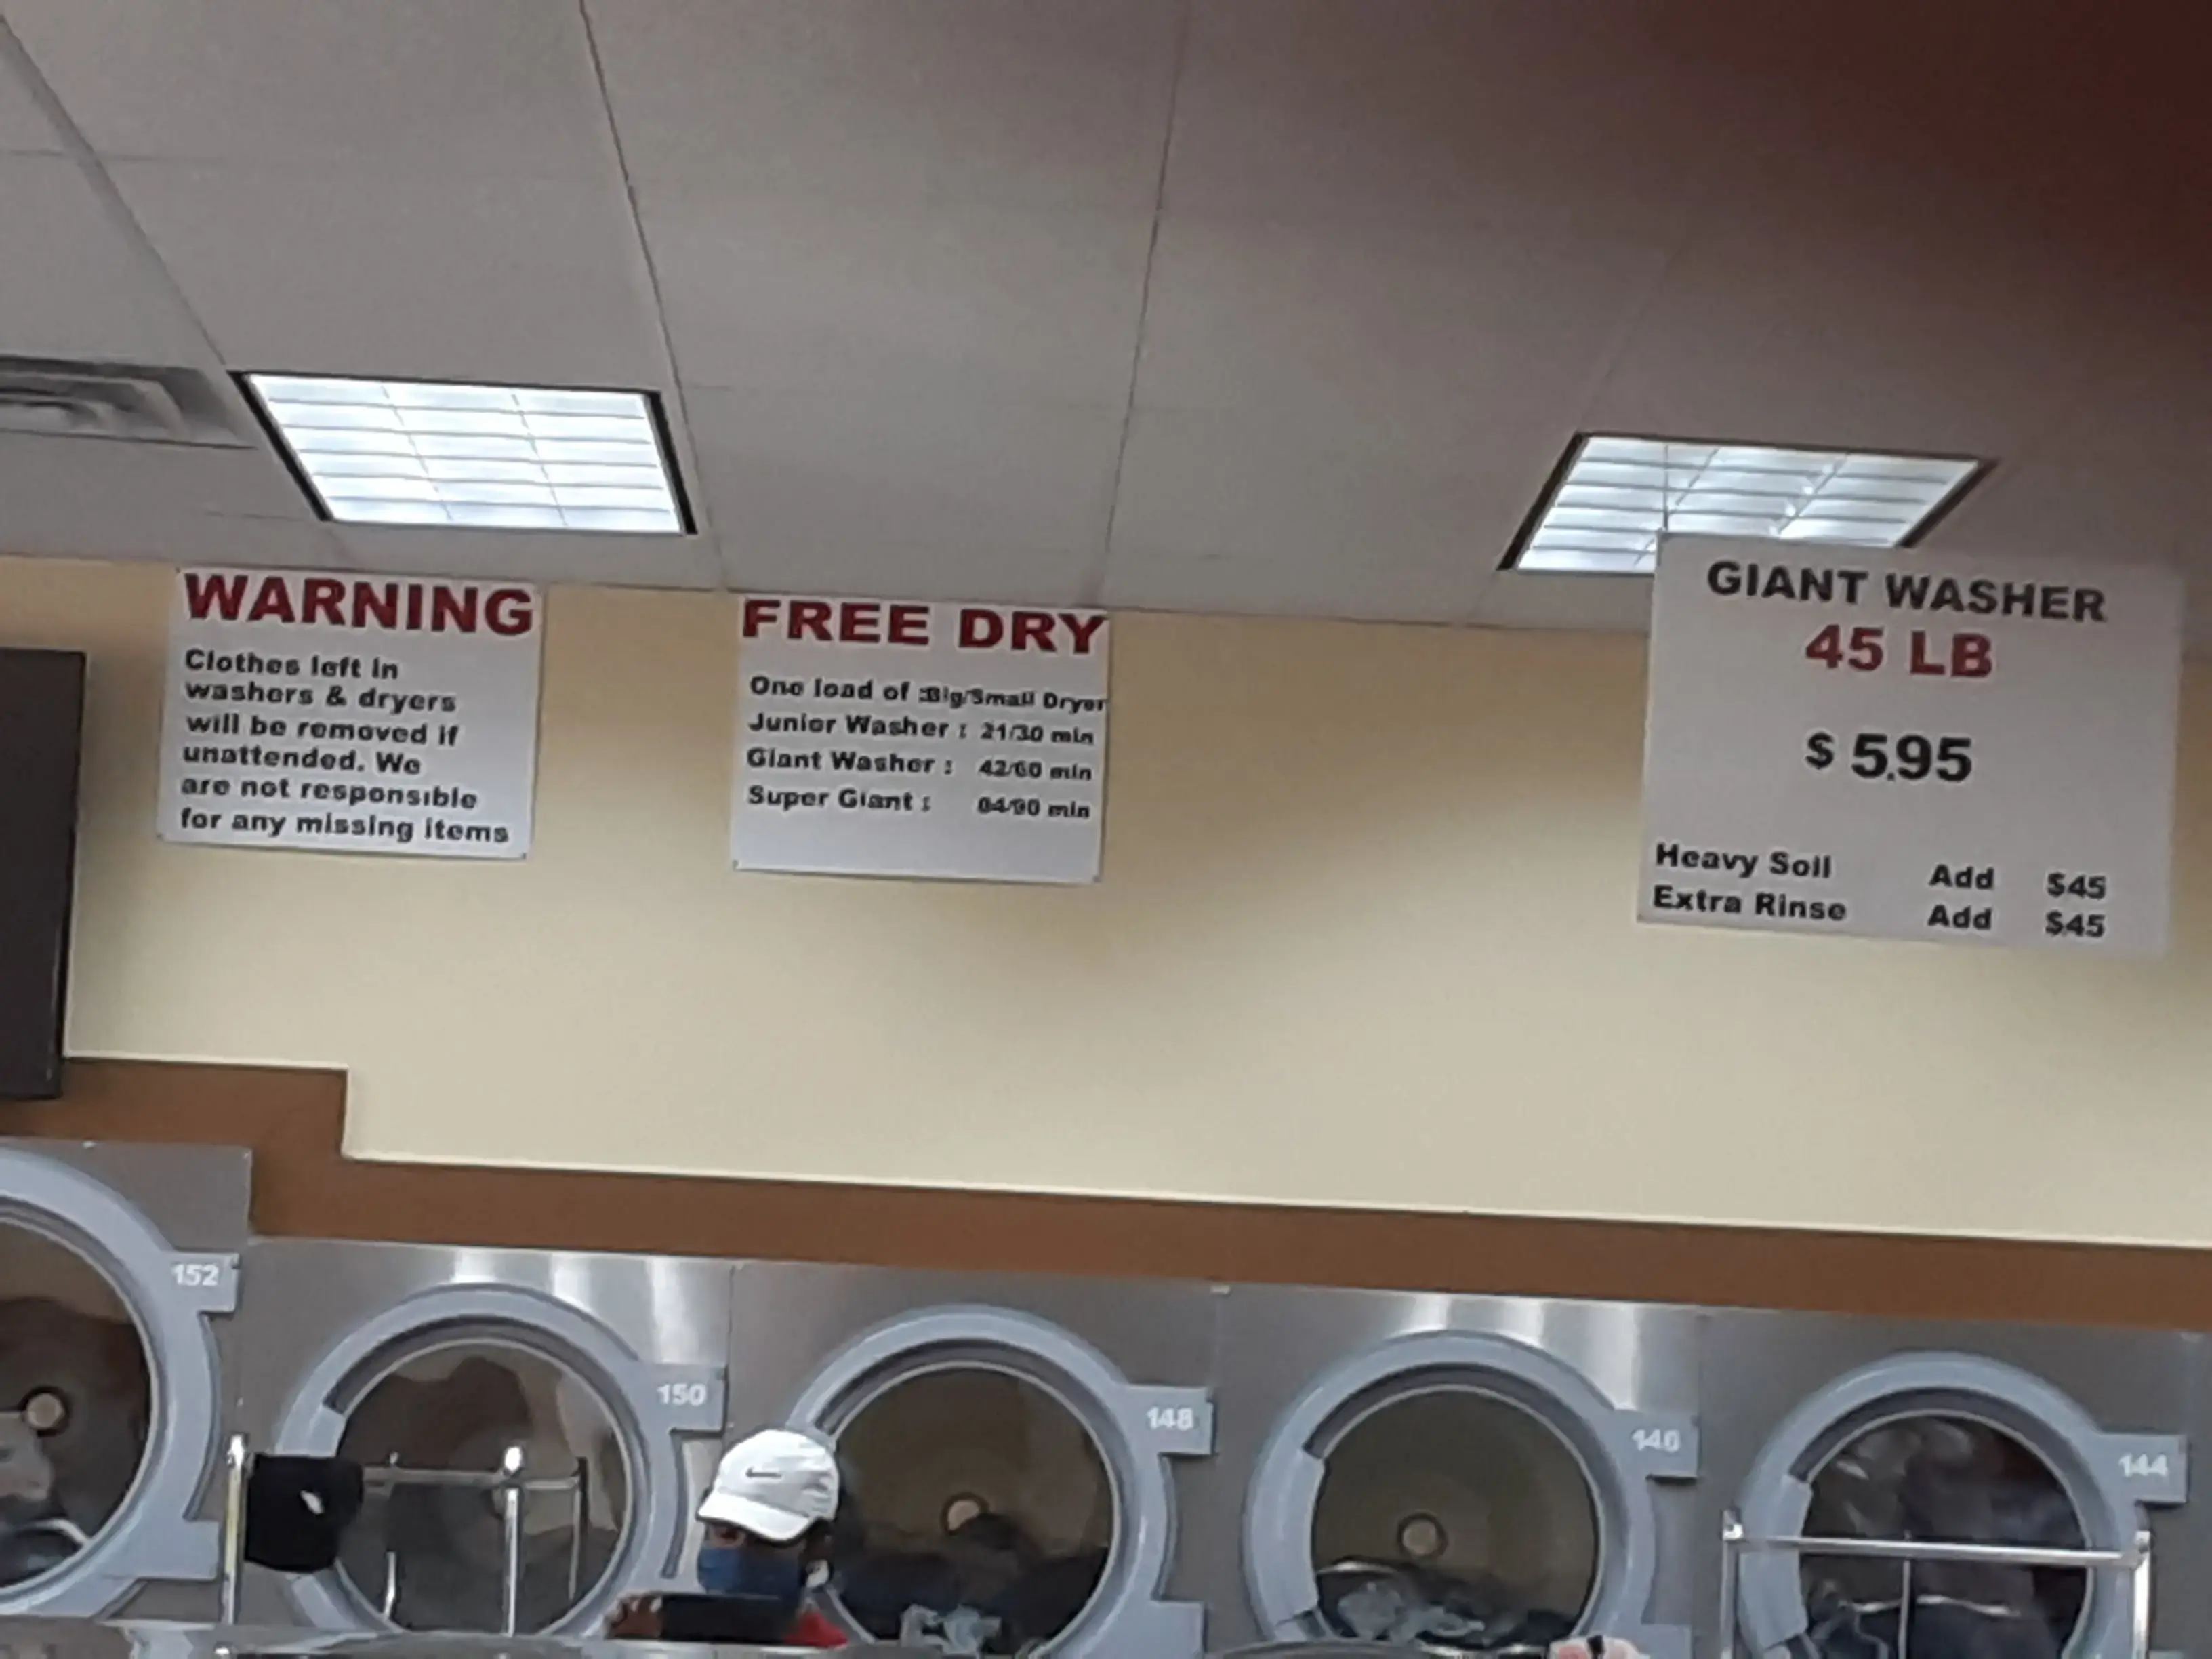 WARNING
Clothes left in
washers & dryers
will be removed if
unattended. We
are not responsible
for any missing items
FREE DRY
One load of :Big/Small Dryer
Junior Washer : 21/30 min
Giant Washer : 42/60 min
Super Giant : 84/90 min
GIANT WASHER
45 LB
$ 5.95
Heavy Soil Add $.45
Extra Rinse Add $.45
152
150
148
146
144